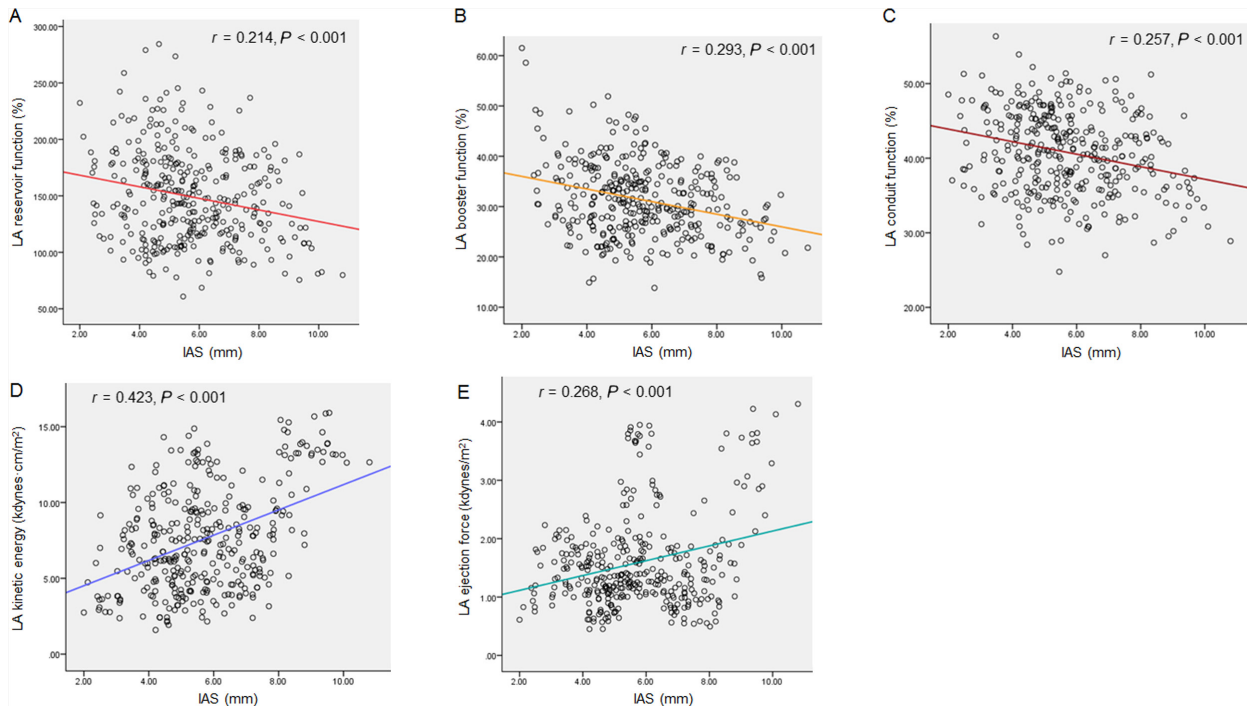 A
r = 0.214, P < 0.001
LA reservoir function (%)
300.00
250.00
200.00
150.00
100.00
50.00
2.00 4.00 6.00 8.00 10.00
IAS (mm)
B
r = 0.293, P < 0.001
LA booster function (%)
60.00
50.00
40.00
30.00
20.00
10.00
2.00 4.00 6.00 8.00 10.00
IAS (mm)
C
r = 0.257, P < 0.001
LA conduit function (%)
50.00
40.00
30.00
20.00
2.00 4.00 6.00 8.00 10.00
IAS (mm)
D
r = 0.423, P < 0.001
LA kinetic energy (kdynes·cm/m²)
15.00
10.00
5.00
.00
2.00 4.00 6.00 8.00 10.00
IAS (mm)
E
r = 0.268, P < 0.001
LA ejection force (kdynes/m²)
4.00
3.00
2.00
1.00
.00
2.00 4.00 6.00 8.00 10.00
IAS (mm)